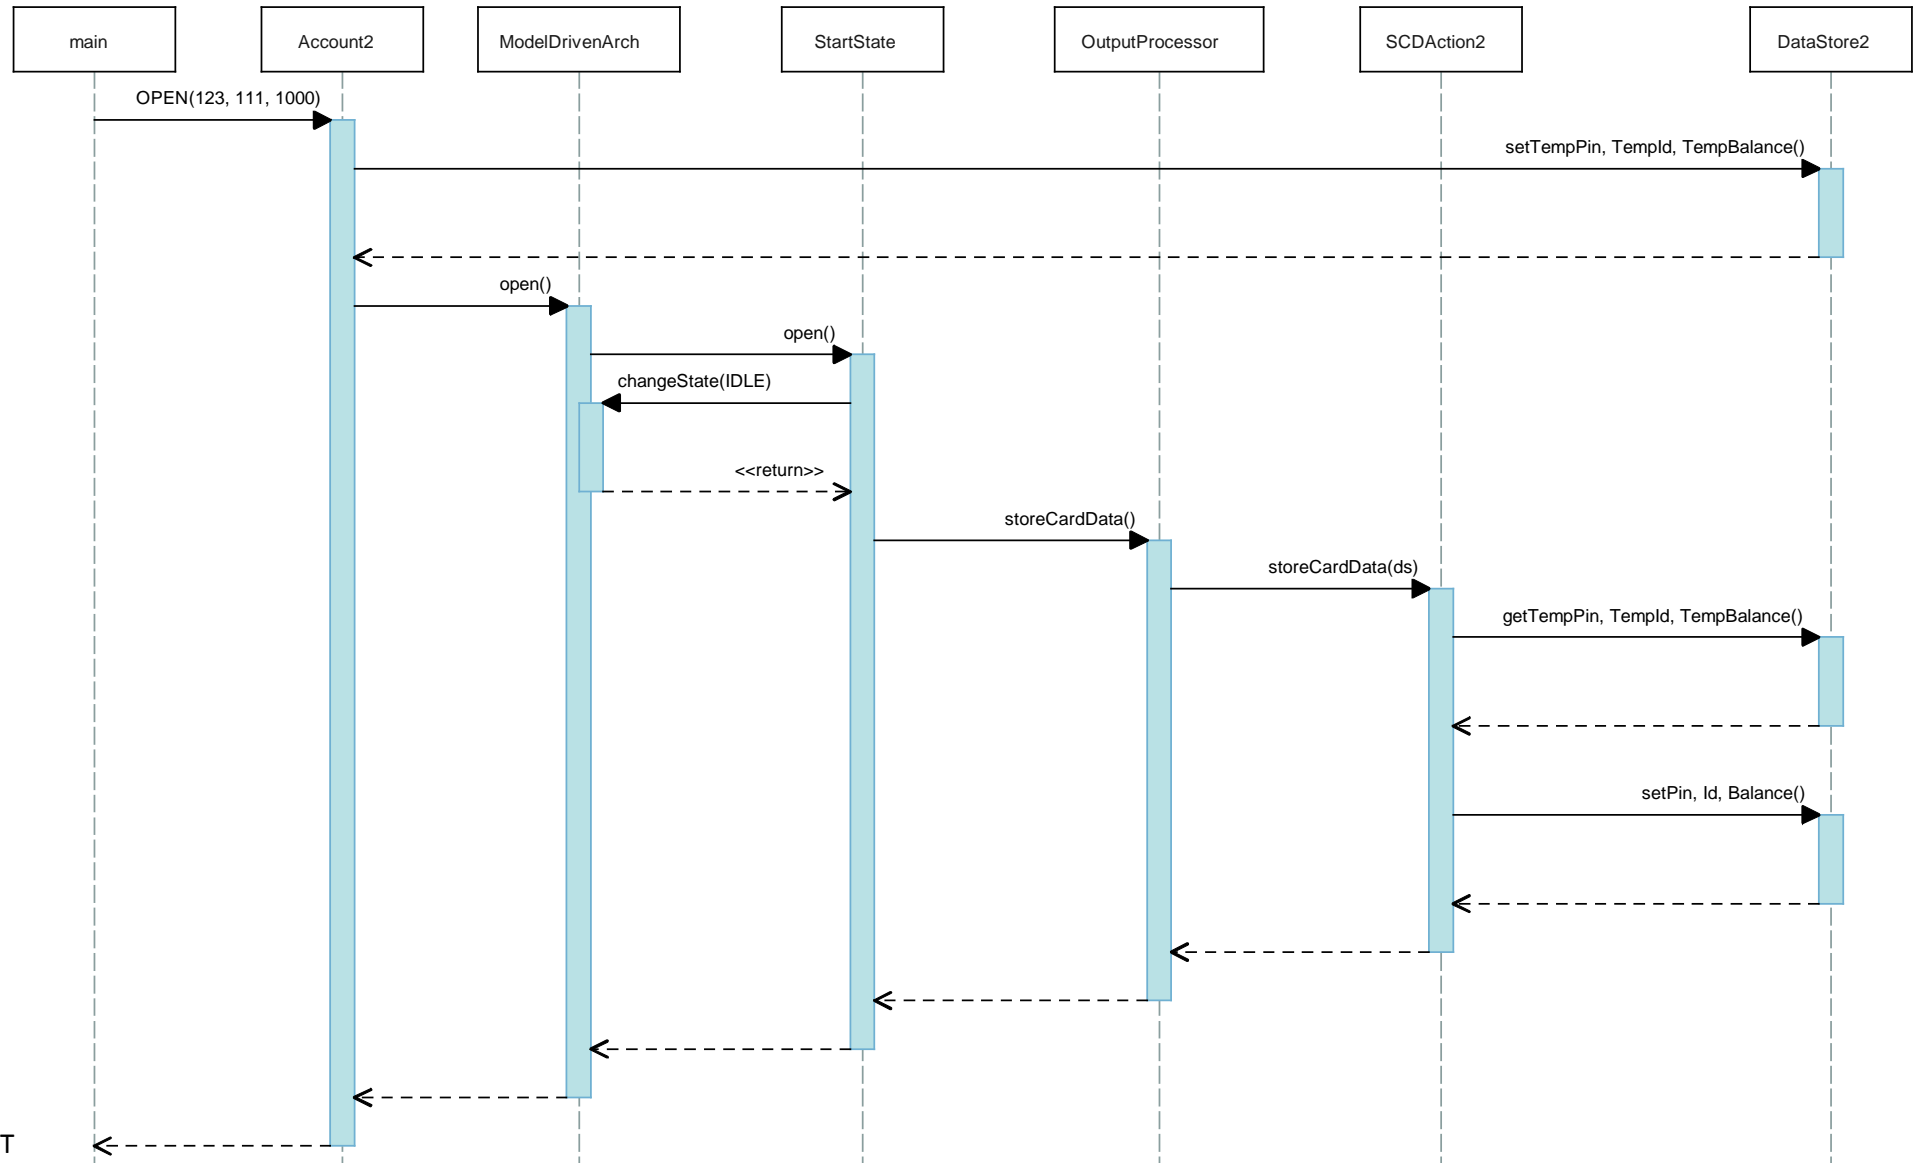 main
Account2
ModelDrivenArch
StartState
OutputProcessor
SCDAction2
DataStore2
OPEN(123, 111, 1000)
setTempPin, TempId, TempBalance()
open()
open()
changeState(IDLE)
<<return>>
storeCardData()
storeCardData(ds)
getTempPin, TempId, TempBalance()
setPin, Id, Balance()
T